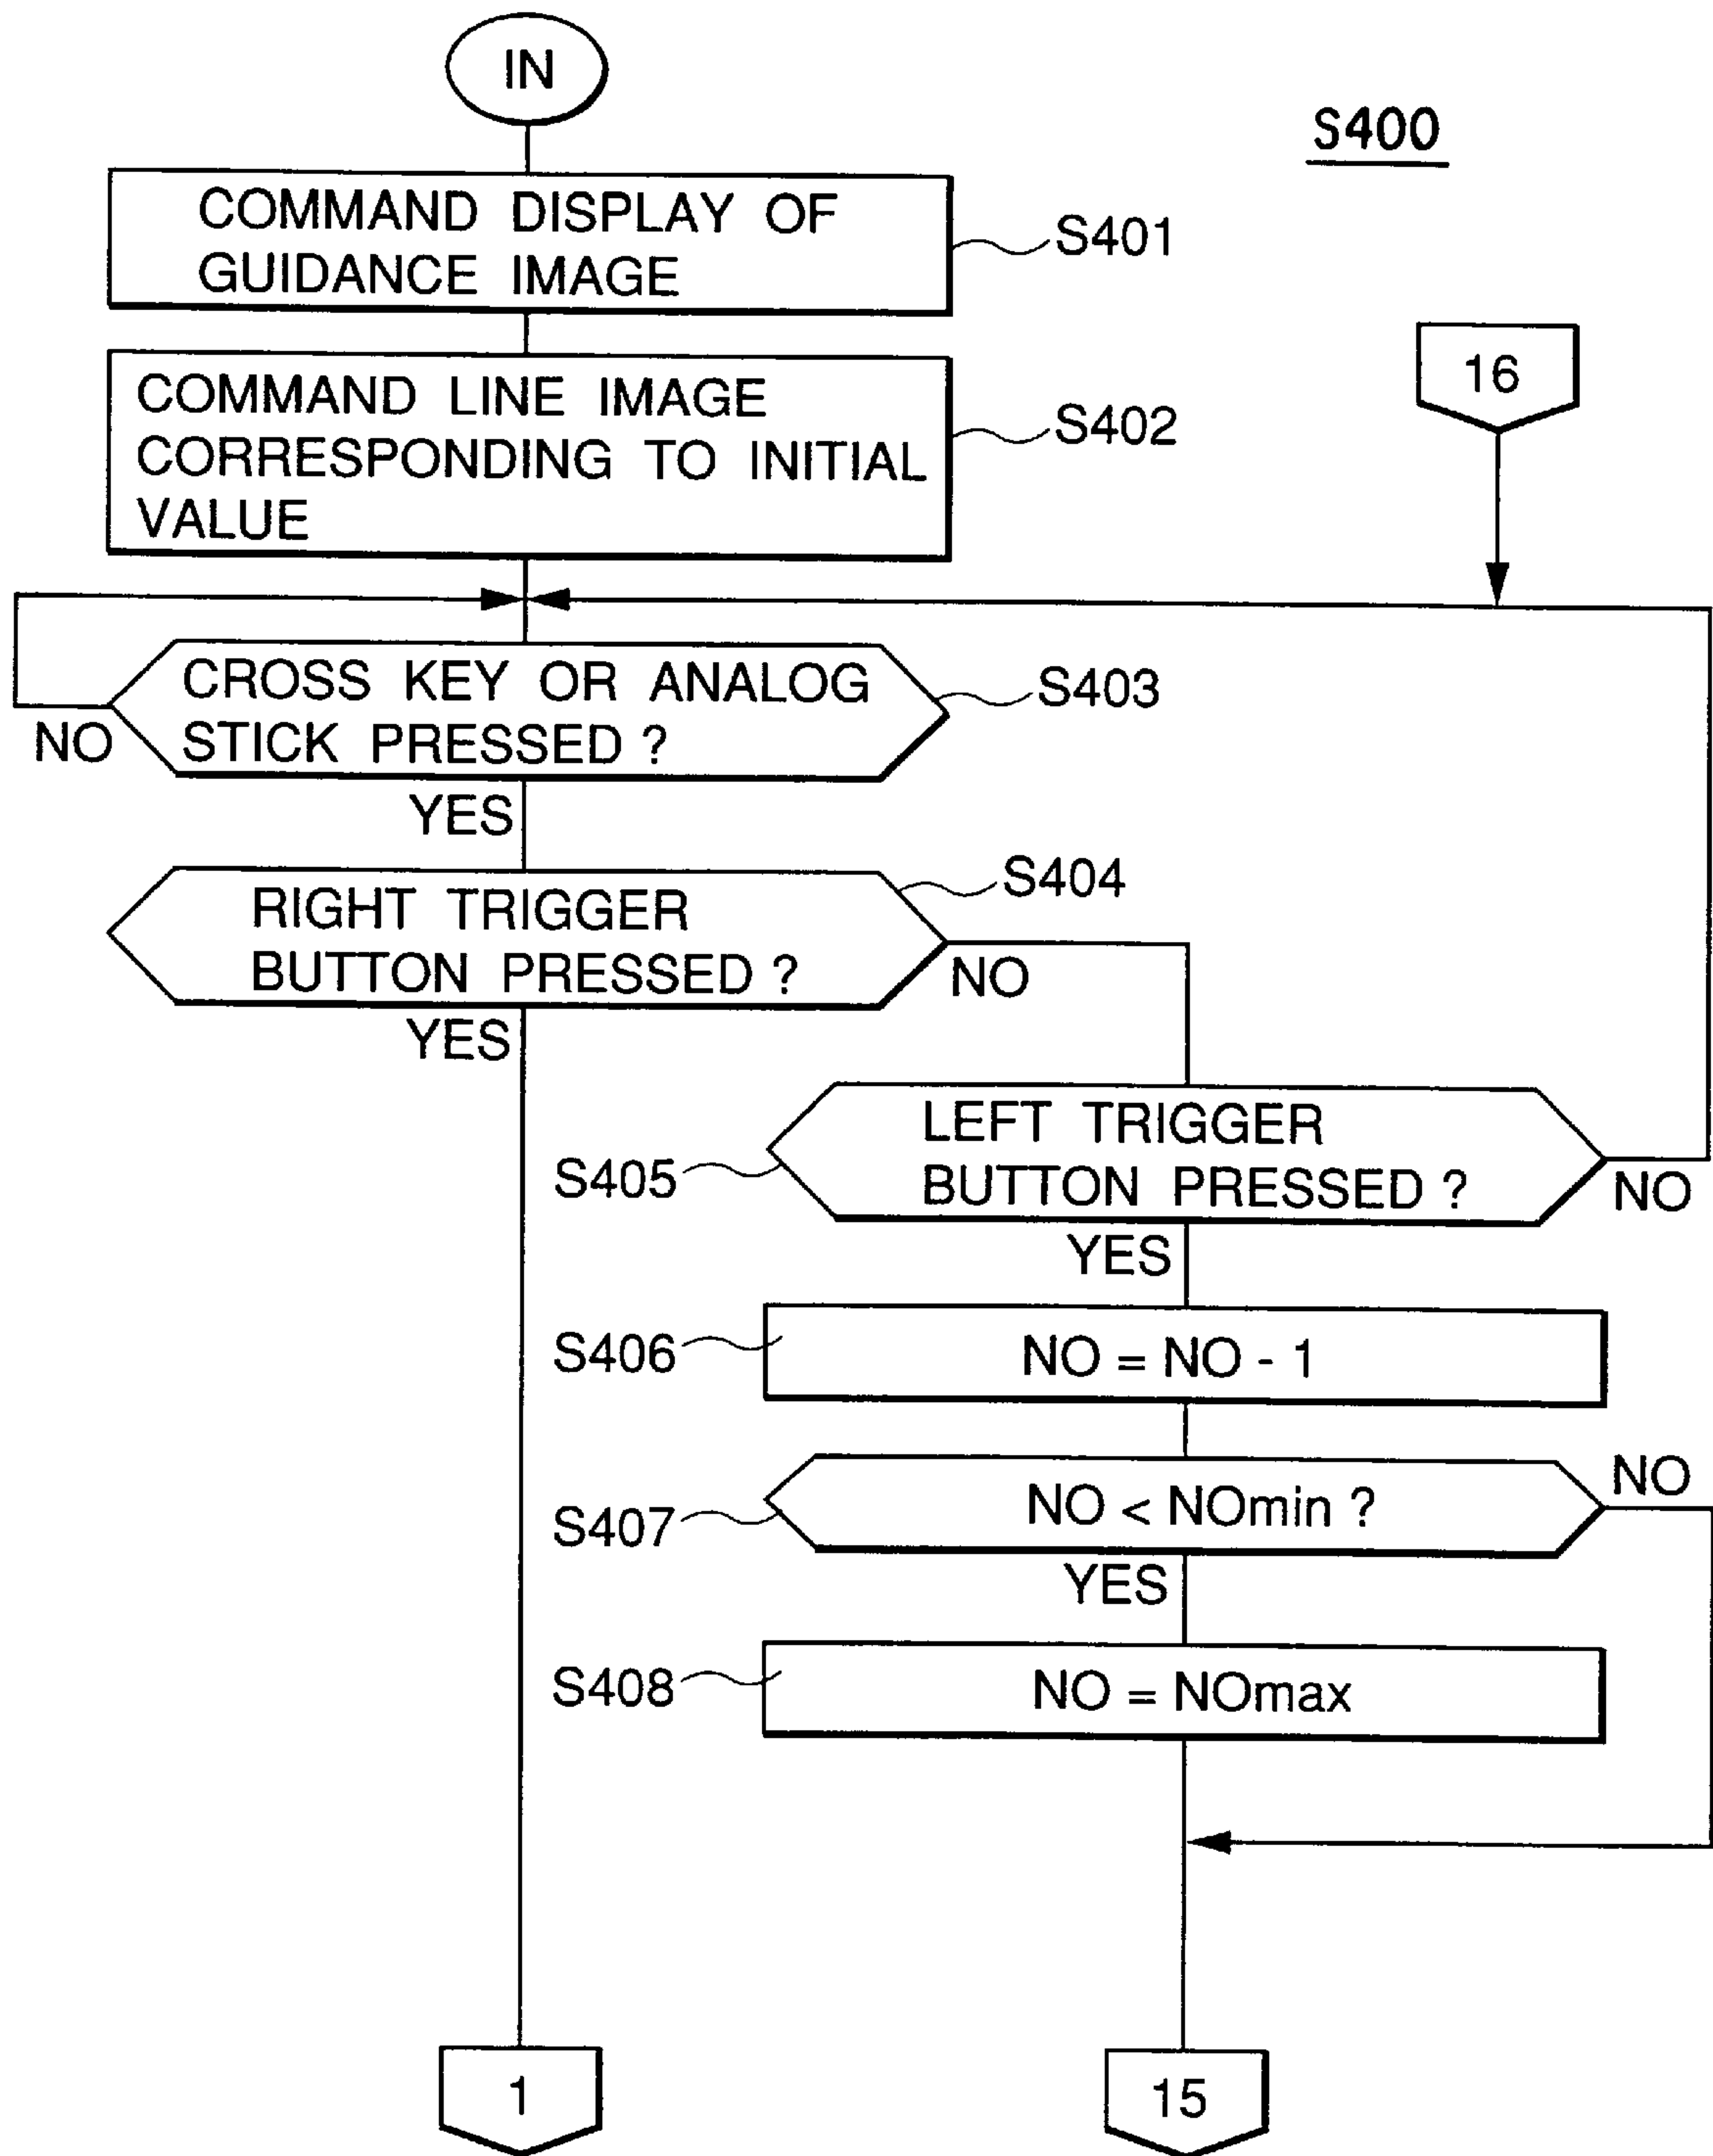 IN
S400
COMMAND DISPLAY OF
GUIDANCE IMAGE
S401
COMMAND LINE IMAGE
CORRESPONDING TO INITIAL
VALUE
S402
16
CROSS KEY OR ANALOG
STICK PRESSED ?
S403
NO
YES
RIGHT TRIGGER
BUTTON PRESSED ?
S404
NO
YES
LEFT TRIGGER
BUTTON PRESSED ?
S405
NO
YES
S406
NO = NO - 1
S407
NO < NOmin ?
NO
YES
S408
NO = NOmax
1
15